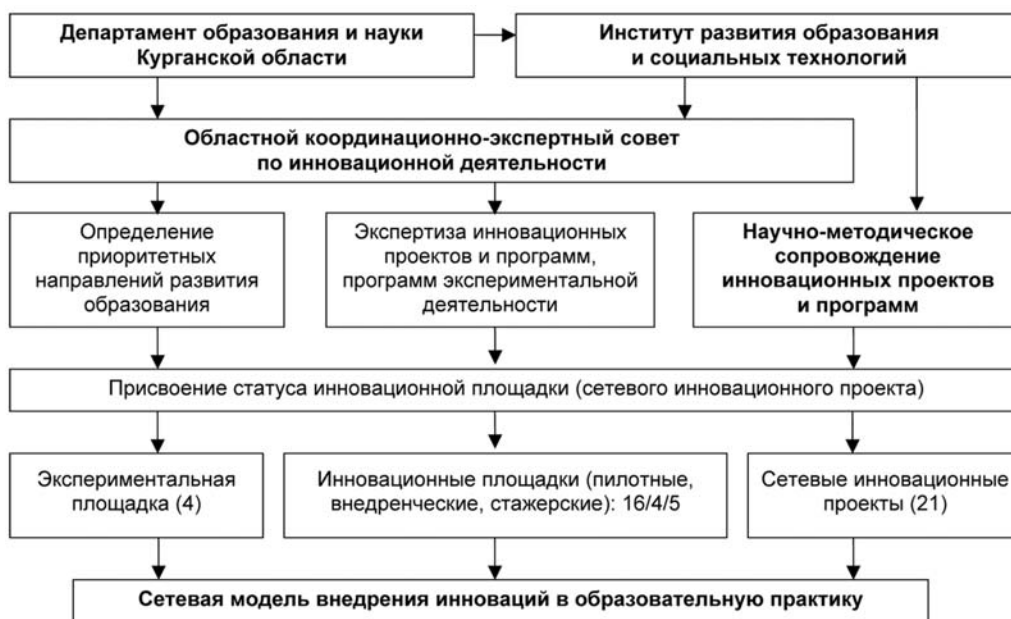 Департамент образования и науки
Курганской области
Институт развития образования
и социальных технологий
Областной координационно-экспертный совет
по инновационной деятельности
Определение
приоритетных
направлений развития
образования
Экспертиза инновационных
проектов и программ,
программ экспериментальной
деятельности
Научно-методическое
сопровождение
инновационных проектов
и программ
Присвоение статуса инновационной площадки (сетевого инновационного проекта)
Экспериментальная
площадка (4)
Инновационные площадки (пилотные,
внедренческие, стажерские): 16/4/5
Сетевые инновационные
проекты (21)
Сетевая модель внедрения инноваций в образовательную практику